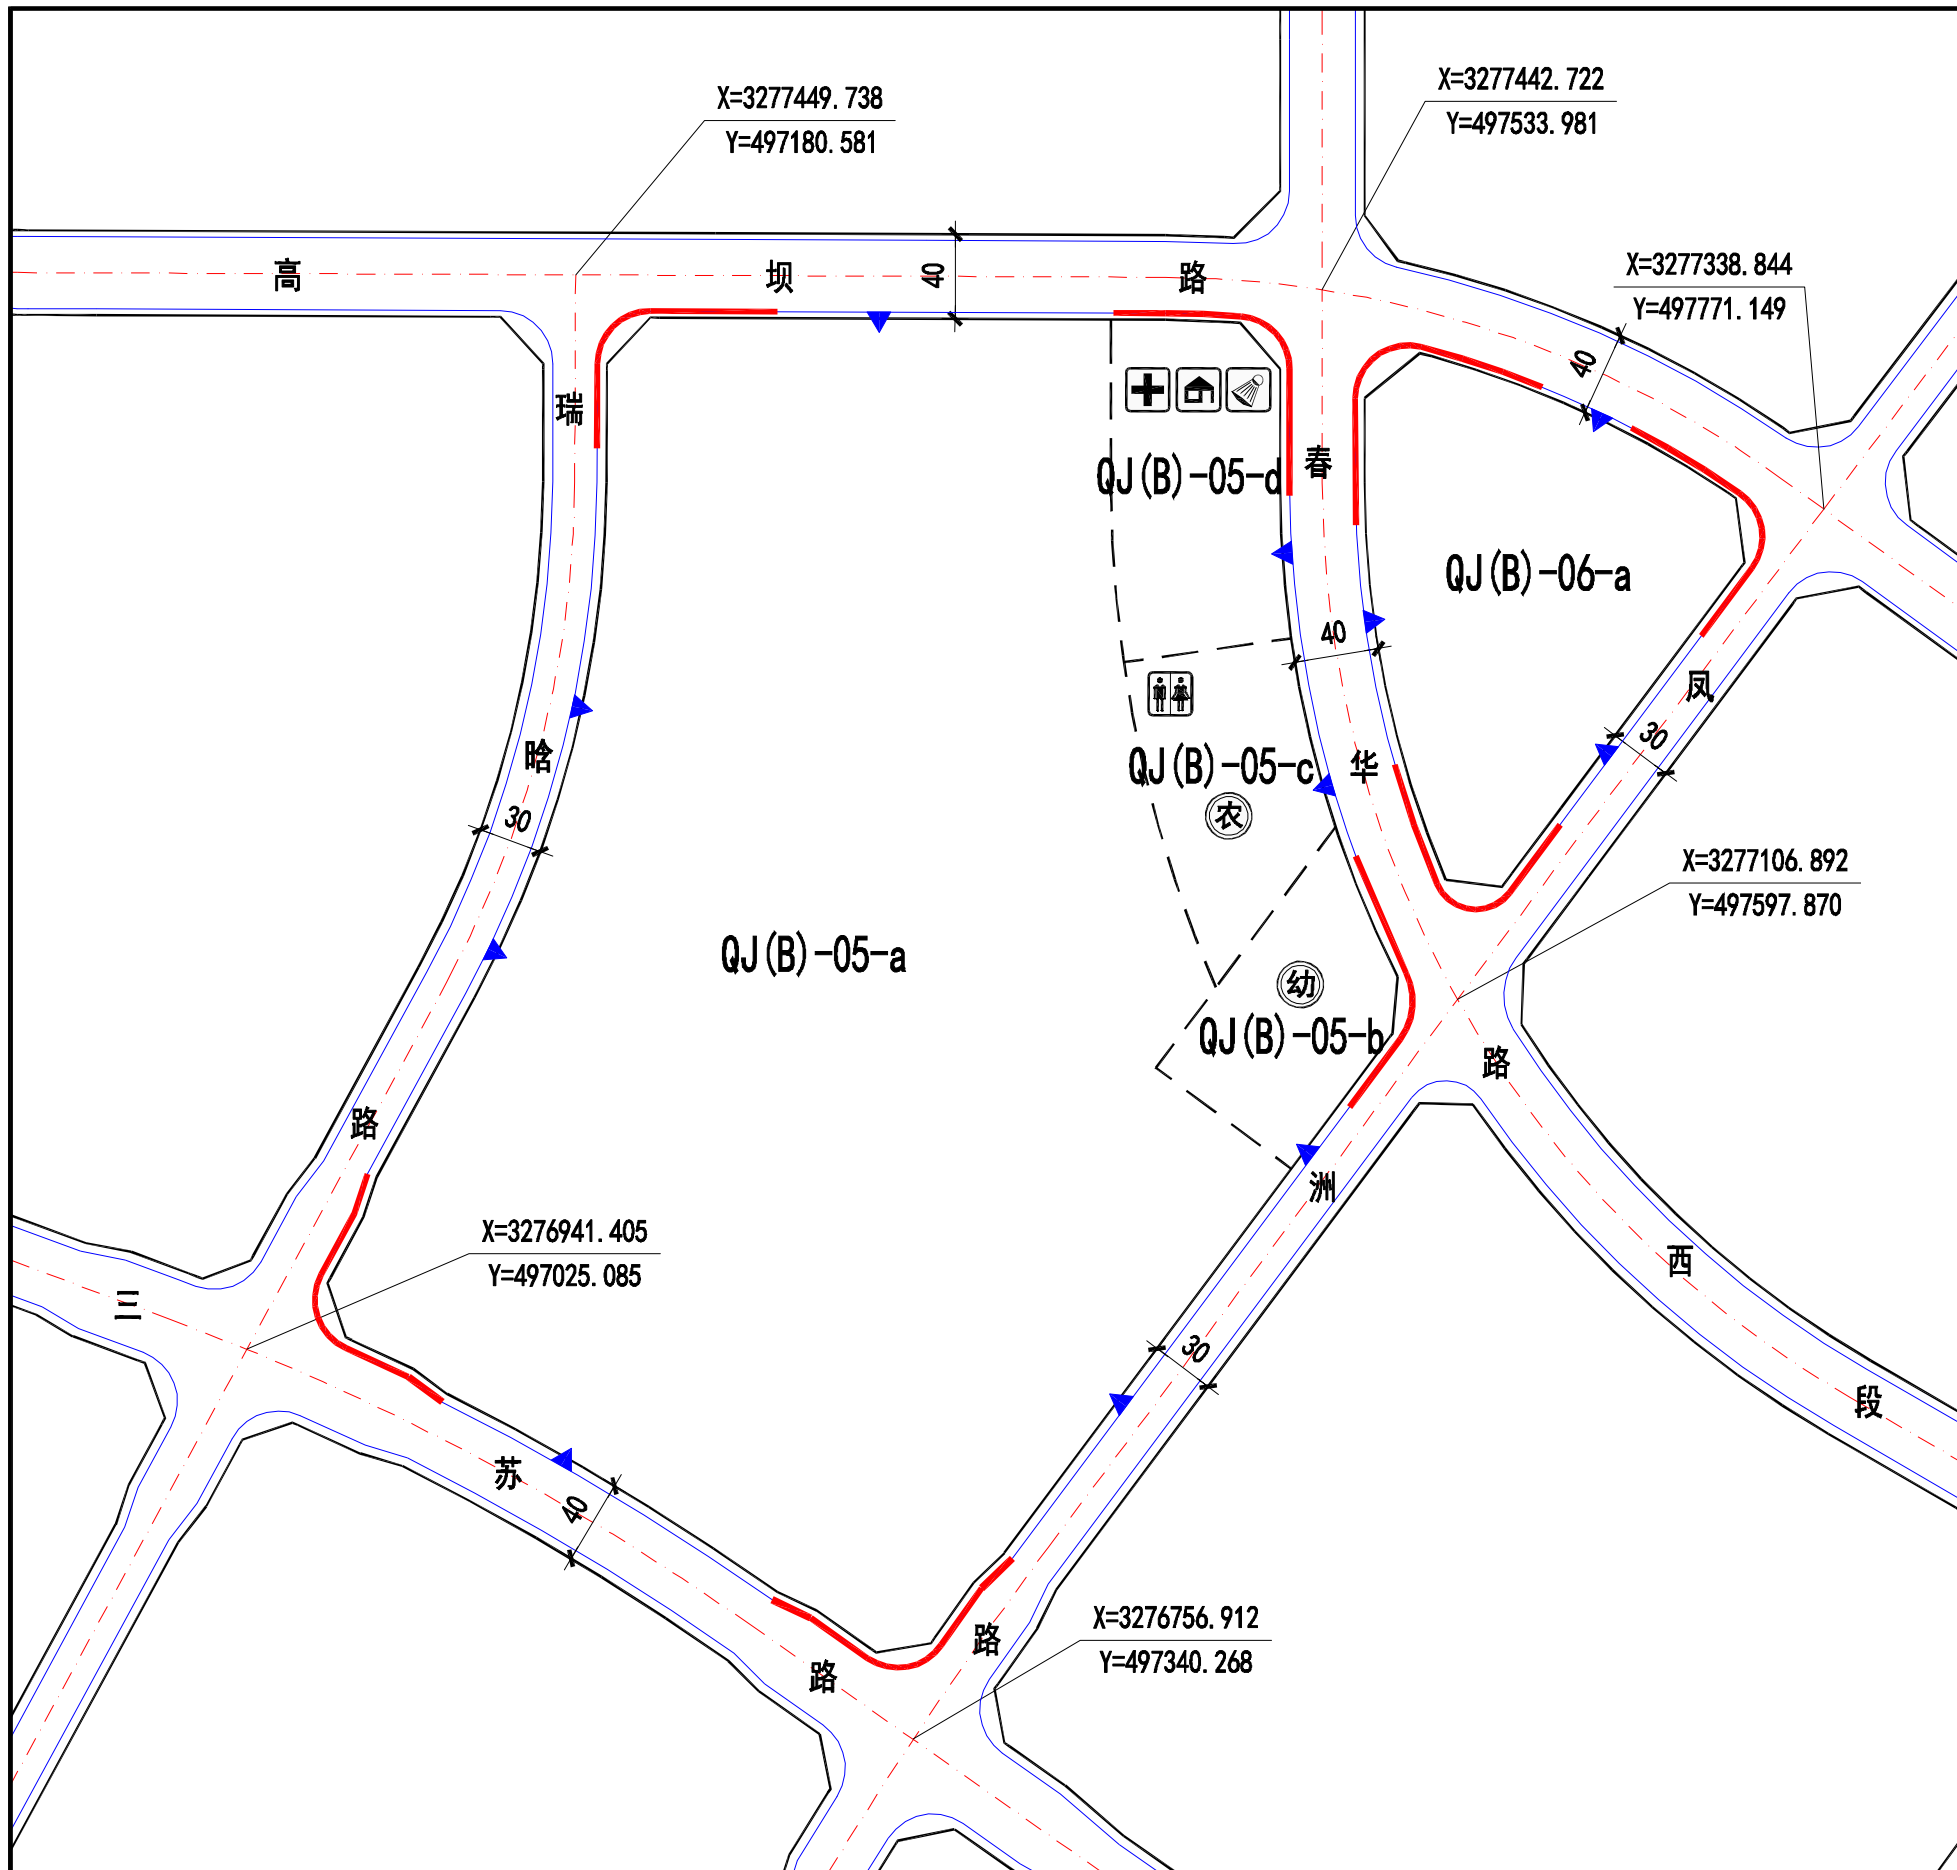 X=3277442.722
Y=497533.981
X=3277449.738
Y=497180.581
X=3277338.844
Y=497771.149
高坝路
40
40
瑞晗路
春华路西段
QJ(B)-05-d
QJ(B)-06-a
40
凤洲路
30
QJ(B)-05-c
农
30
X=3277106.892
Y=497597.870
QJ(B)-05-a
幼
QJ(B)-05-b
X=3276941.405
Y=497025.085
三苏路
30
40
X=3276756.912
Y=497340.268